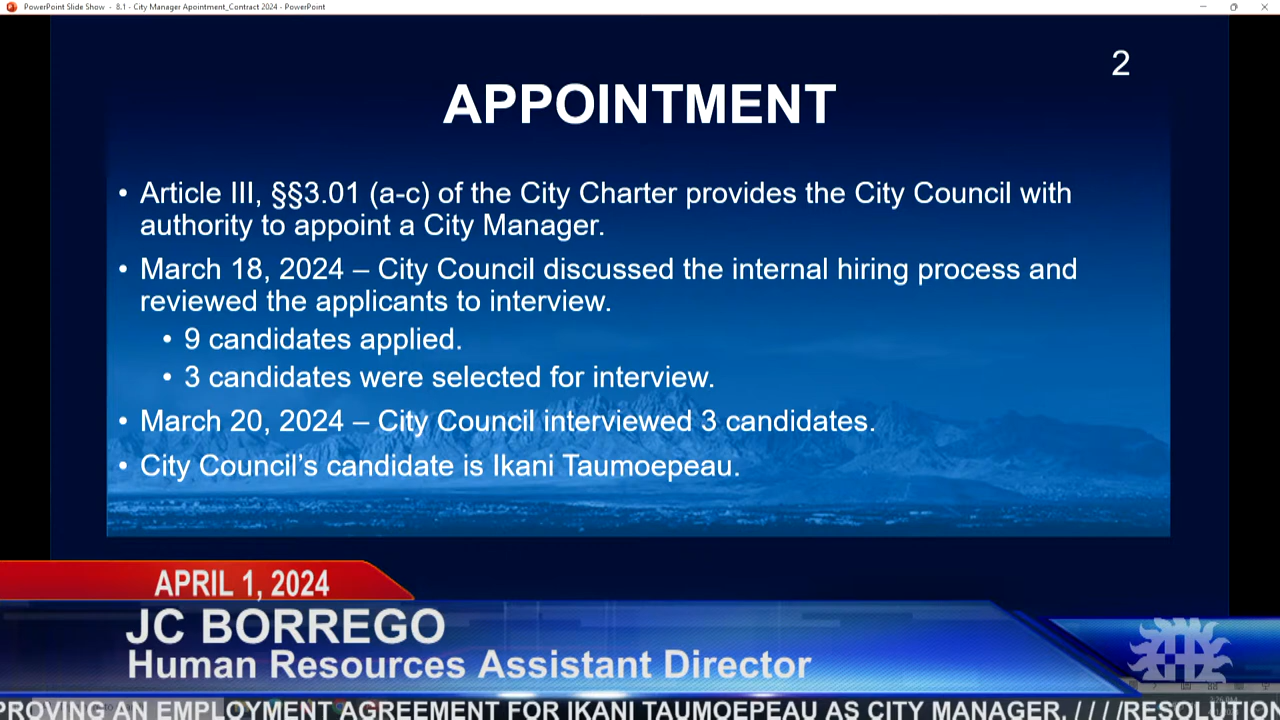 PowerPoint Slide Show - 8.1 - City Manager Apointment_Contract 2024 - PowerPoint
2
APPOINTMENT
• Article III, §§3.01 (a-c) of the City Charter provides the City Council with
authority to appoint a City Manager.
• March 18, 2024 – City Council discussed the internal hiring process and
reviewed the applicants to interview.
• 9 candidates applied.
• 3 candidates were selected for interview.
• March 20, 2024 – City Council interviewed 3 candidates.
• City Council’s candidate is Ikani Taumoepeau.
APRIL 1, 2024
JC BORREGO
Human Resources Assistant Director
PROVING AN EMPLOYMENT AGREEMENT FOR IKANI TAUMOEPEAU AS CITY MANAGER. / / / /RESOLUTION